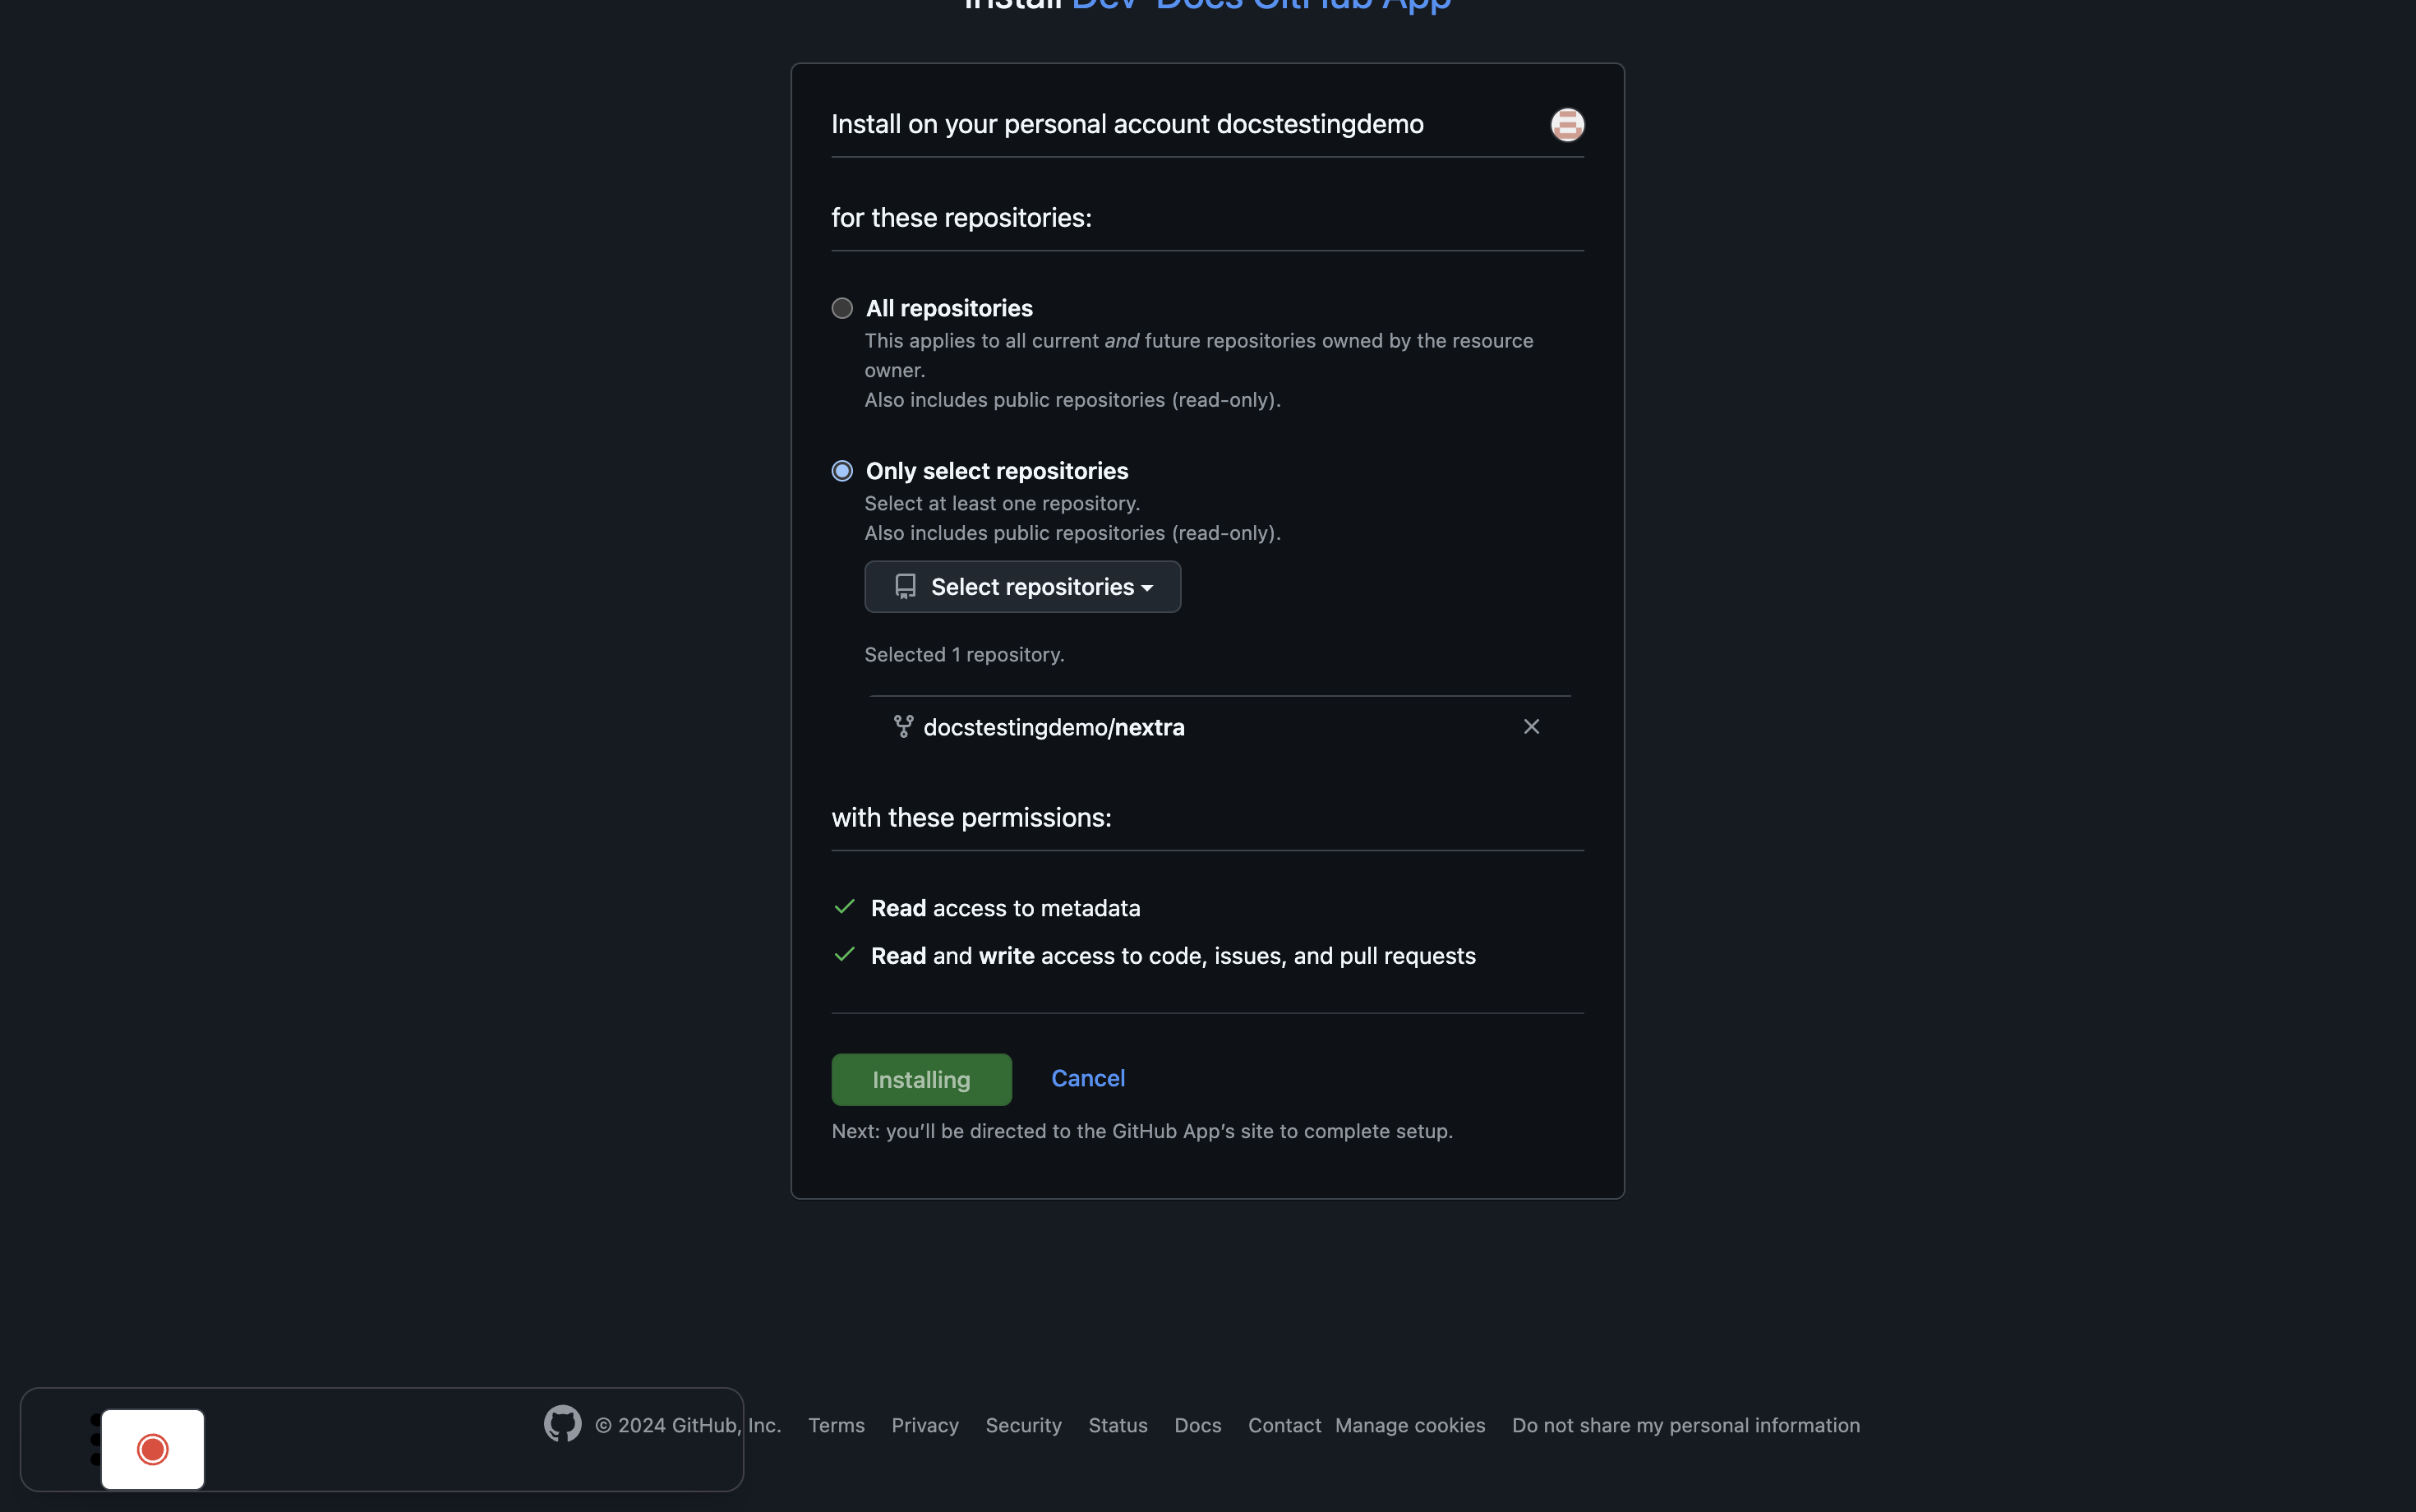 Install Dev-Docs GitHub App
Install on your personal account docstestingdemo
for these repositories:
All repositories
This applies to all current and future repositories owned by the resource
owner.
Also includes public repositories (read-only).
Only select repositories
Select at least one repository.
Also includes public repositories (read-only).
Select repositories
Selected 1 repository.
docstestingdemo/nextra
with these permissions:
Read access to metadata
Read and write access to code, issues, and pull requests
Installing Cancel
Next: you’ll be directed to the GitHub App’s site to complete setup.
© 2024 GitHub, Inc. Terms Privacy Security Status Docs Contact Manage cookies Do not share my personal information